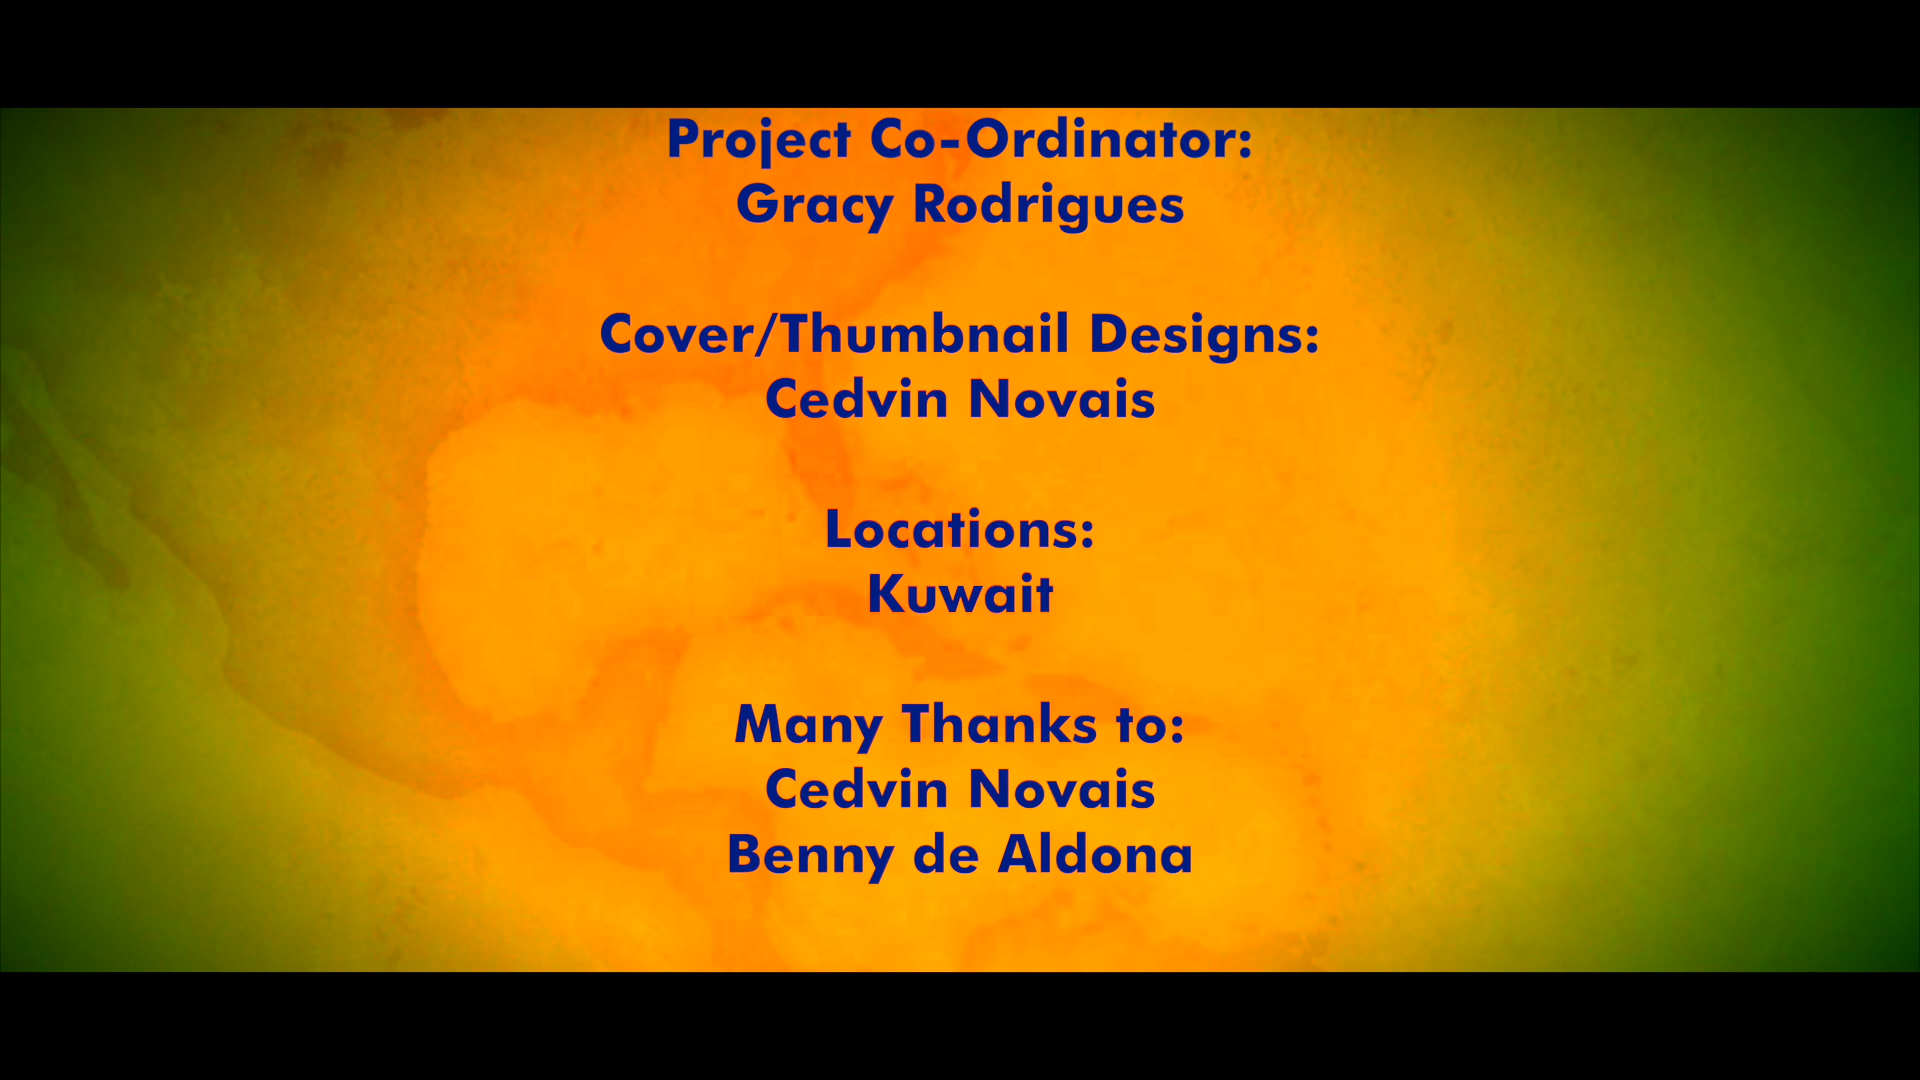 Project Co-Ordinator:
Gracy Rodrigues
Cover/Thumbnail Designs:
Cedvin Novais
Locations:
Kuwait
Many Thanks to:
Cedvin Novais
Benny de Aldona